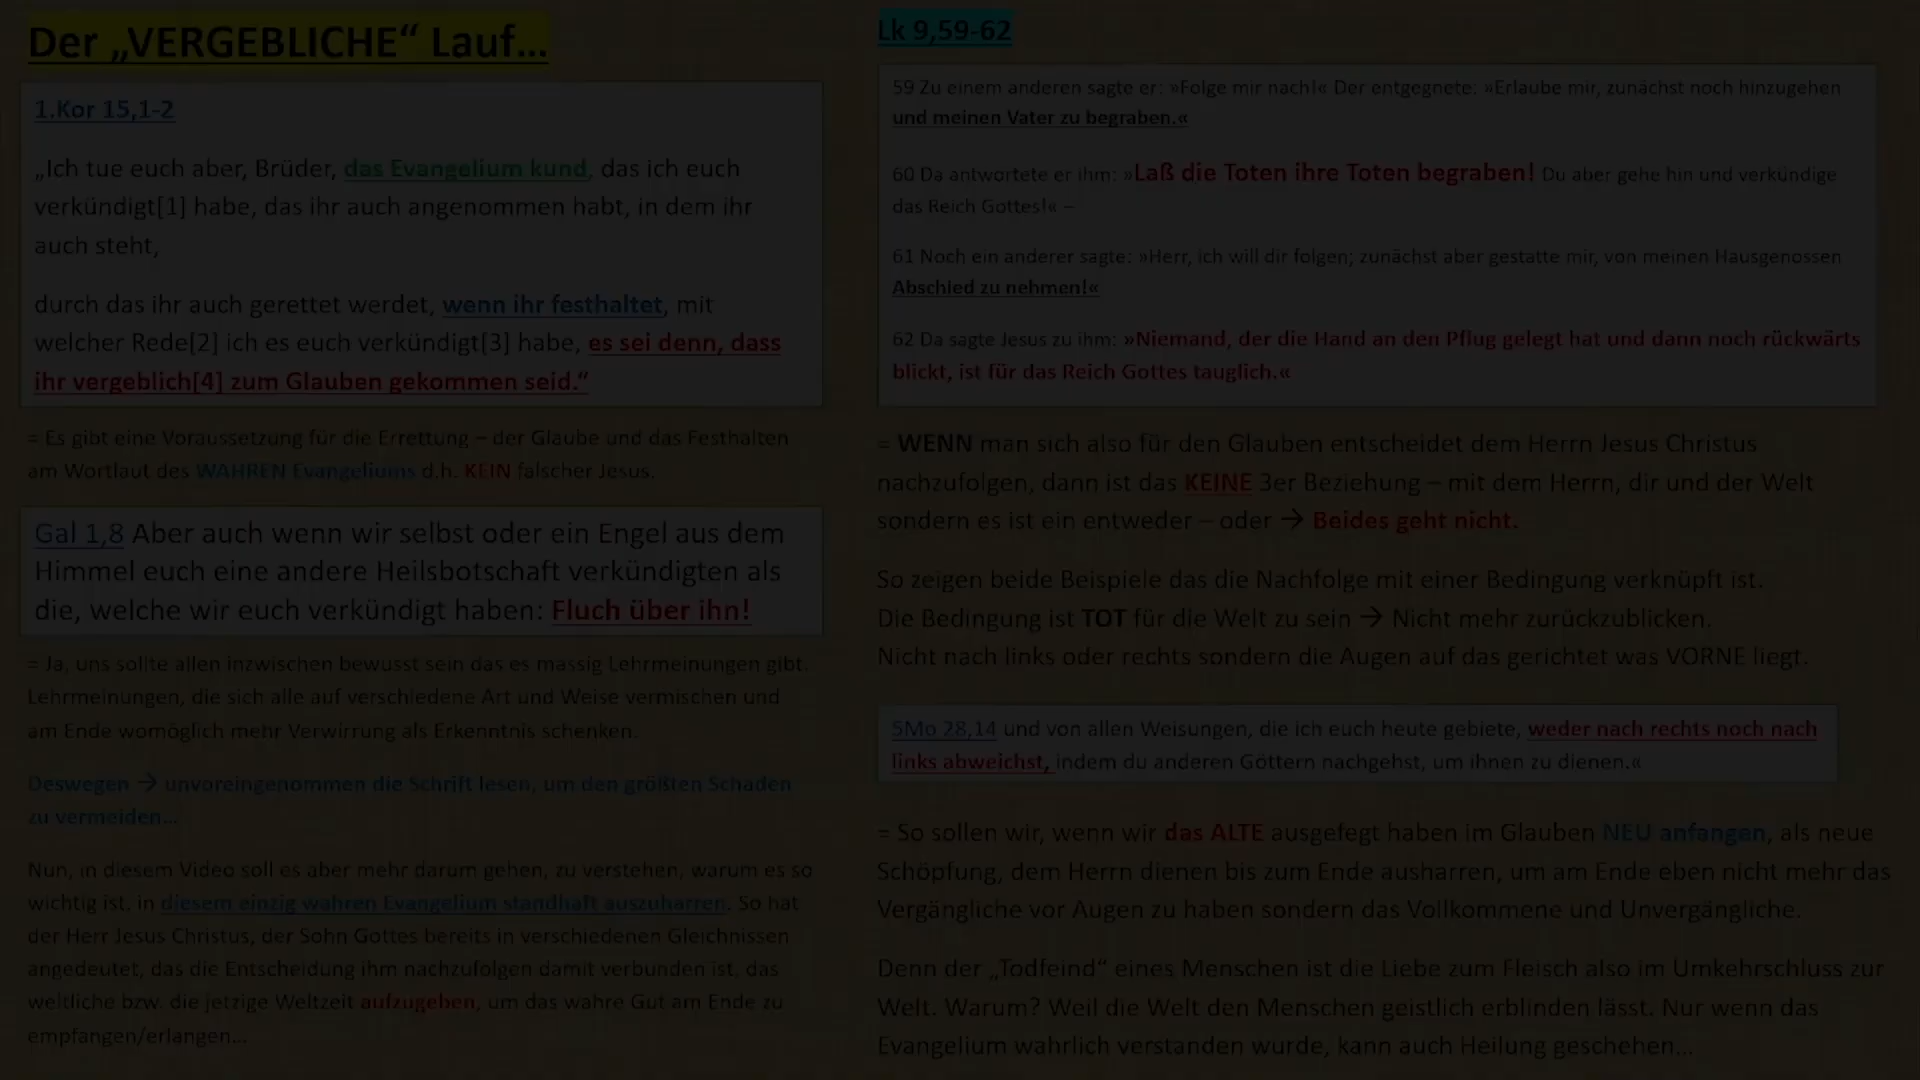 Der „VERGEBLICHE“ Lauf...
1.Kor 15,1-2
„Ich tue euch aber, Brüder, das Evangelium kund, das ich euch
verkündigt[1] habe, das ihr auch angenommen habt, in dem ihr
auch steht,
durch das ihr auch gerettet werdet, wenn ihr festhaltet, mit
welcher Rede[2] ich es euch verkündigt[3] habe, es sei denn, dass
ihr vergeblich[4] zum Glauben gekommen seid.“
= Es gibt eine Voraussetzung für die Errettung – der Glaube und das Festhalten
am Wortlaut des WAHREN Evangeliums d.h. KEIN falscher Jesus.
Gal 1,8 Aber auch wenn wir selbst oder ein Engel aus dem
Himmel euch eine andere Heilsbotschaft verkündigten als
die, welche wir euch verkündigt haben: Fluch über ihn!
= Ja, uns sollte allen inzwischen bewusst sein das es massig Lehrmeinungen gibt.
Lehrmeinungen, die sich alle auf verschiedene Art und Weise vermischen und
am Ende womöglich mehr Verwirrung als Erkenntnis schenken.
Deswegen → unvoreingenommen die Schrift lesen, um den größten Schaden
zu vermeiden...
Nun, in diesem Video soll es aber mehr darum gehen, zu verstehen, warum es so
wichtig ist, in diesem einzig wahren Evangelium standhaft auszuharren. So hat
der Herr Jesus Christus, der Sohn Gottes bereits in verschiedenen Gleichnissen
angedeutet, das die Entscheidung ihm nachzufolgen damit verbunden ist, das
weltliche bzw. die jetzige Weltzeit aufzugeben, um das wahre Gut am Ende zu
empfangen/erlangen...
Lk 9,59-62
59 Zu einem anderen sagte er: »Folge mir nach!« Der entgegnete: »Erlaube mir, zunächst noch hinzugehen
und meinen Vater zu begraben.«
60 Da antwortete er ihm: »Laß die Toten ihre Toten begraben! Du aber gehe hin und verkündige
das Reich Gottes!« –
61 Noch ein anderer sagte: »Herr, ich will dir folgen; zunächst aber gestatte mir, von meinen Hausgenossen
Abschied zu nehmen!«
62 Da sagte Jesus zu ihm: »Niemand, der die Hand an den Pflug gelegt hat und dann noch rückwärts
blickt, ist für das Reich Gottes tauglich.«
= WENN man sich also für den Glauben entscheidet dem Herrn Jesus Christus
nachzufolgen, dann ist das KEINE 3er Beziehung – mit dem Herrn, dir und der Welt
sondern es ist ein entweder – oder → Beides geht nicht.
So zeigen beide Beispiele das die Nachfolge mit einer Bedingung verknüpft ist.
Die Bedingung ist TOT für die Welt zu sein → Nicht mehr zurückzublicken.
Nicht nach links oder rechts sondern die Augen auf das gerichtet was VORNE liegt.
5Mo 28,14 und von allen Weisungen, die ich euch heute gebiete, weder nach rechts noch nach
links abweichst, indem du anderen Göttern nachgehst, um ihnen zu dienen.«
= So sollen wir, wenn wir das ALTE ausgefegt haben im Glauben NEU anfangen, als neue
Schöpfung, dem Herrn dienen bis zum Ende ausharren, um am Ende eben nicht mehr das
Vergängliche vor Augen zu haben sondern das Vollkommene und Unvergängliche.
Denn der „Todfeind“ eines Menschen ist die Liebe zum Fleisch also im Umkehrschluss zur
Welt. Warum? Weil die Welt den Menschen geistlich erblinden lässt. Nur wenn das
Evangelium wahrlich verstanden wurde, kann auch Heilung geschehen...